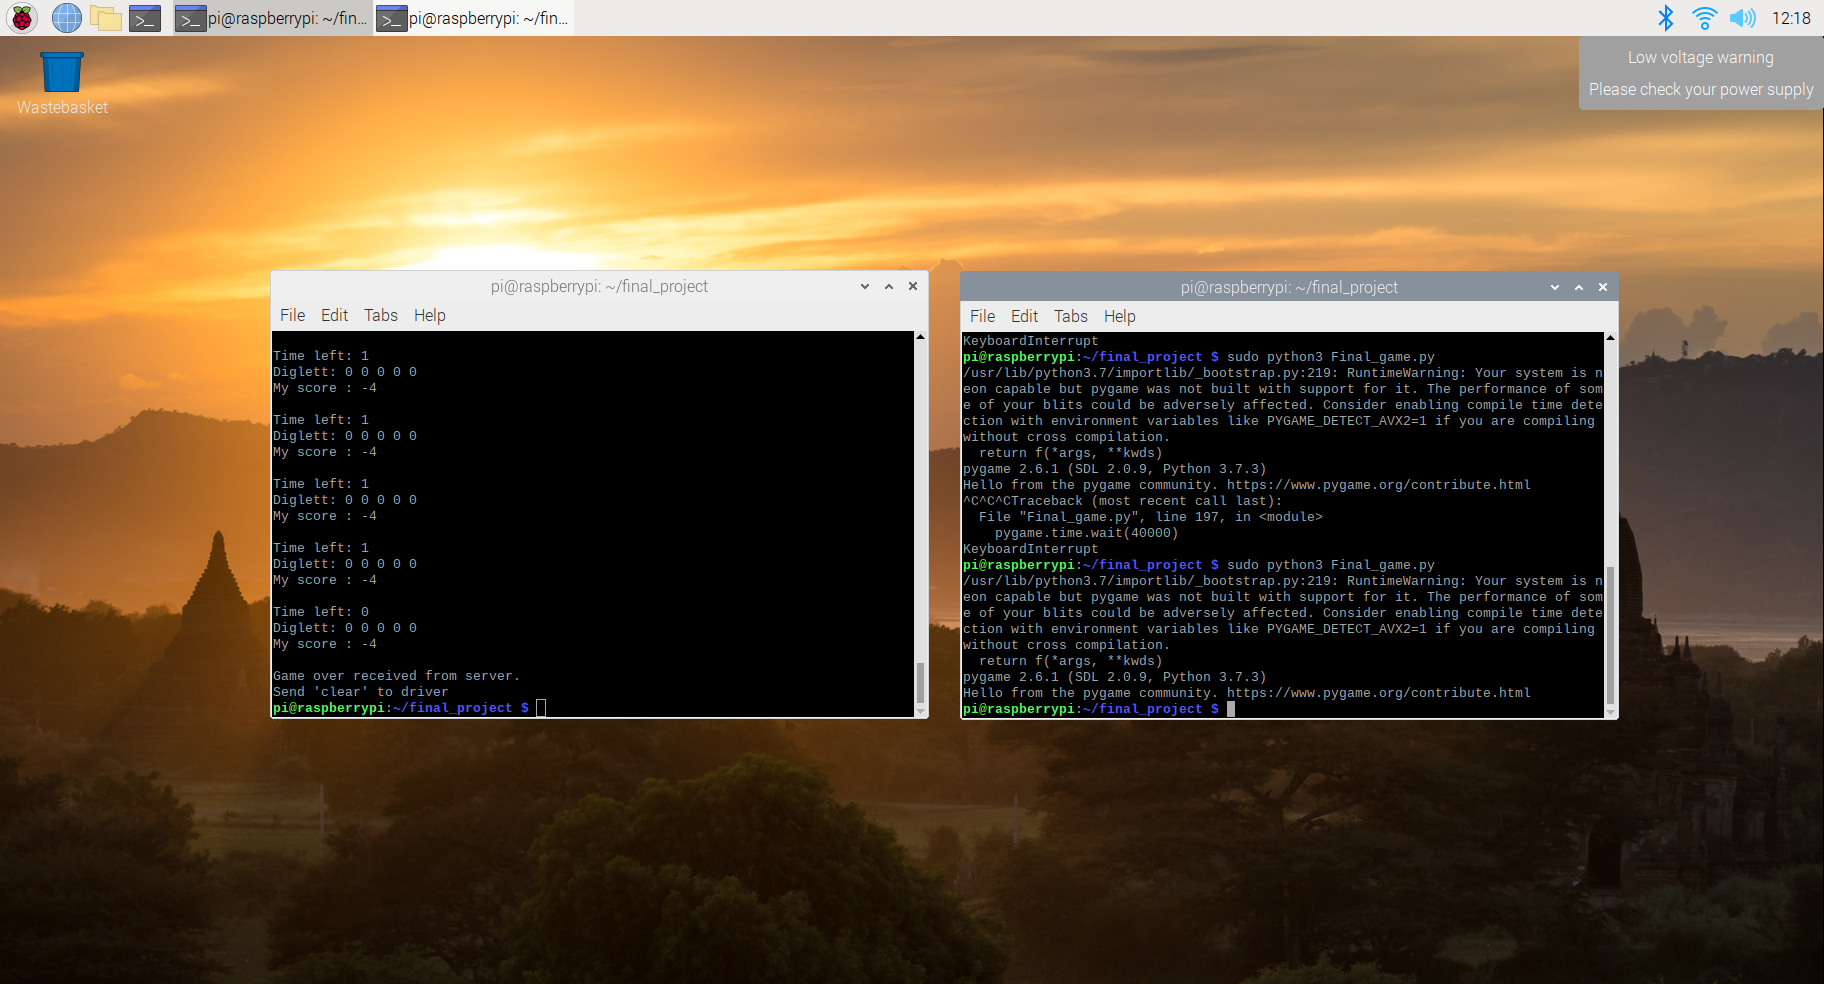 pi@raspberrypi: ~/fin...
pi@raspberrypi: ~/fin...
12:18
Low voltage warning
Please check your power supply
Wastebasket
pi@raspberrypi: ~/final_project
File Edit Tabs Help
Time left: 1
Diglett: 0 0 0 0 0
My score : -4
Time left: 1
Diglett: 0 0 0 0 0
My score : -4
Time left: 1
Diglett: 0 0 0 0 0
My score : -4
Time left: 1
Diglett: 0 0 0 0 0
My score : -4
Time left: 0
Diglett: 0 0 0 0 0
My score : -4
Game over received from server.
Send 'clear' to driver
pi@raspberrypi:~/final_project $
pi@raspberrypi: ~/final_project
File Edit Tabs Help
KeyboardInterrupt
pi@raspberrypi:~/final_project $ sudo python3 Final_game.py
/usr/lib/python3.7/importlib/_bootstrap.py:219: RuntimeWarning: Your system is n
eon capable but pygame was not built with support for it. The performance of som
e of your blits could be adversely affected. Consider enabling compile time dete
ction with environment variables like PYGAME_DETECT_AVX2=1 if you are compiling
without cross compilation.
return f(*args, **kwds)
pygame 2.6.1 (SDL 2.0.9, Python 3.7.3)
Hello from the pygame community. https://www.pygame.org/contribute.html
^C^C^CTraceback (most recent call last):
File "Final_game.py", line 197, in <module>
pygame.time.wait(40000)
KeyboardInterrupt
pi@raspberrypi:~/final_project $ sudo python3 Final_game.py
/usr/lib/python3.7/importlib/_bootstrap.py:219: RuntimeWarning: Your system is n
eon capable but pygame was not built with support for it. The performance of som
e of your blits could be adversely affected. Consider enabling compile time dete
ction with environment variables like PYGAME_DETECT_AVX2=1 if you are compiling
without cross compilation.
return f(*args, **kwds)
pygame 2.6.1 (SDL 2.0.9, Python 3.7.3)
Hello from the pygame community. https://www.pygame.org/contribute.html
pi@raspberrypi:~/final_project $